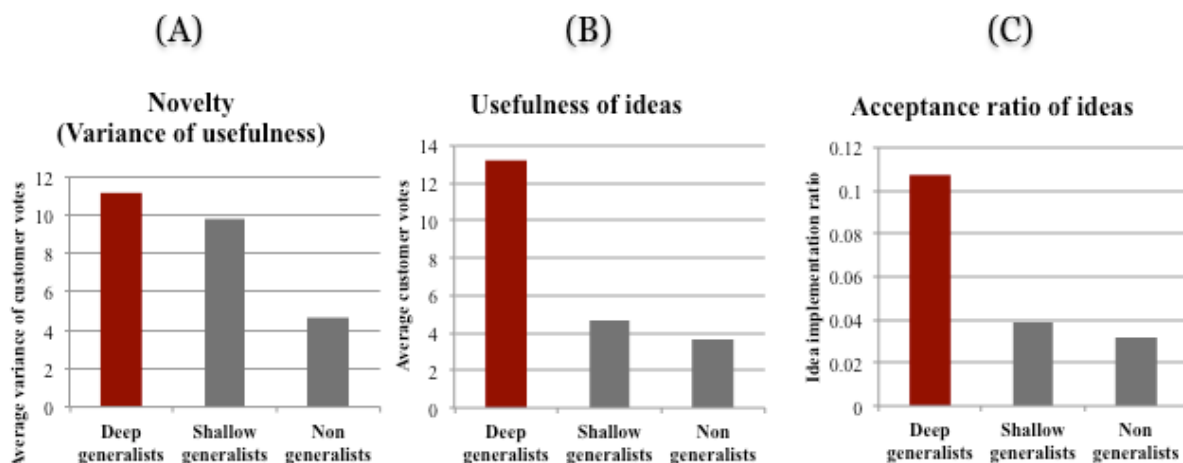 (A)
Novelty
(Variance of usefulness)
Average variance of customer votes
12
10
8
6
4
2
0
Deep
generalists
Shallow
generalists
Non
generalists
(B)
Usefulness of ideas
Average customer votes
14
12
10
8
6
4
2
0
Deep
generalists
Shallow
generalists
Non
generalists
(C)
Acceptance ratio of ideas
Idea implementation ratio
0.12
0.1
0.08
0.06
0.04
0.02
0
Deep
generalists
Shallow
generalists
Non
generalists